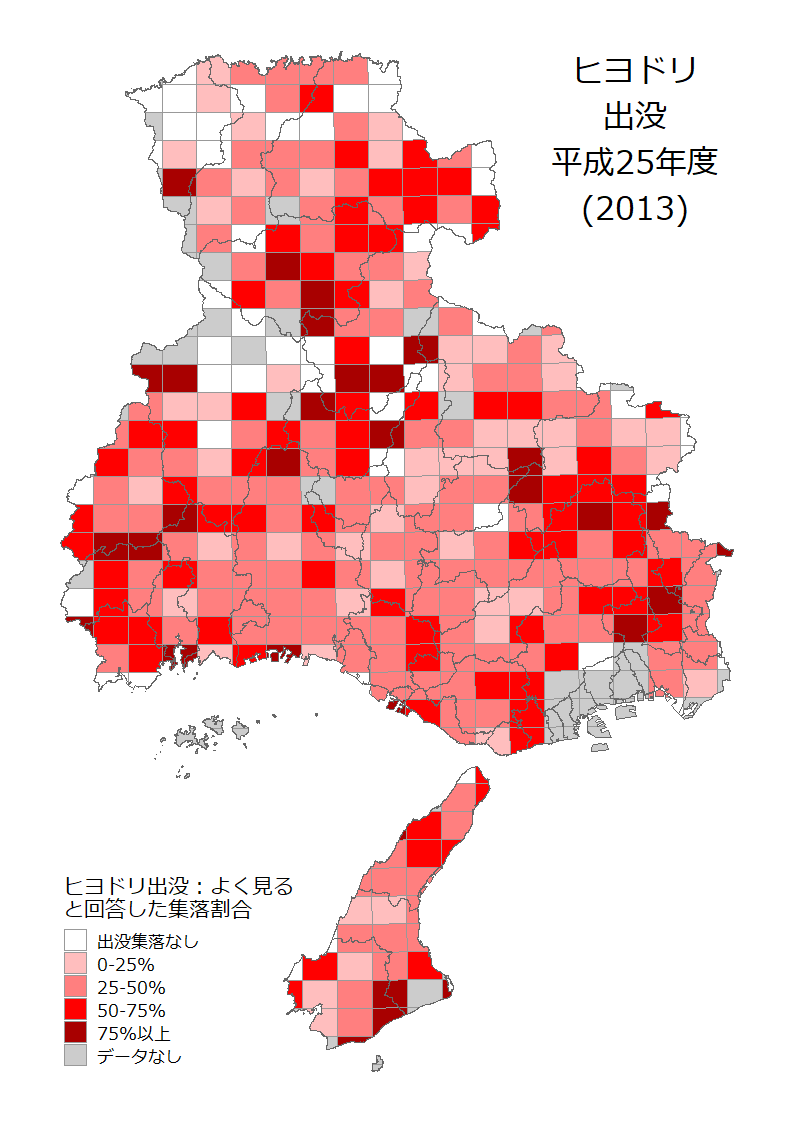 ヒヨドリ
出没
平成25年度
(2013)
ヒヨドリ出没：よく見る
と回答した集落割合
出没集落なし
0-25%
25-50%
50-75%
75%以上
データなし